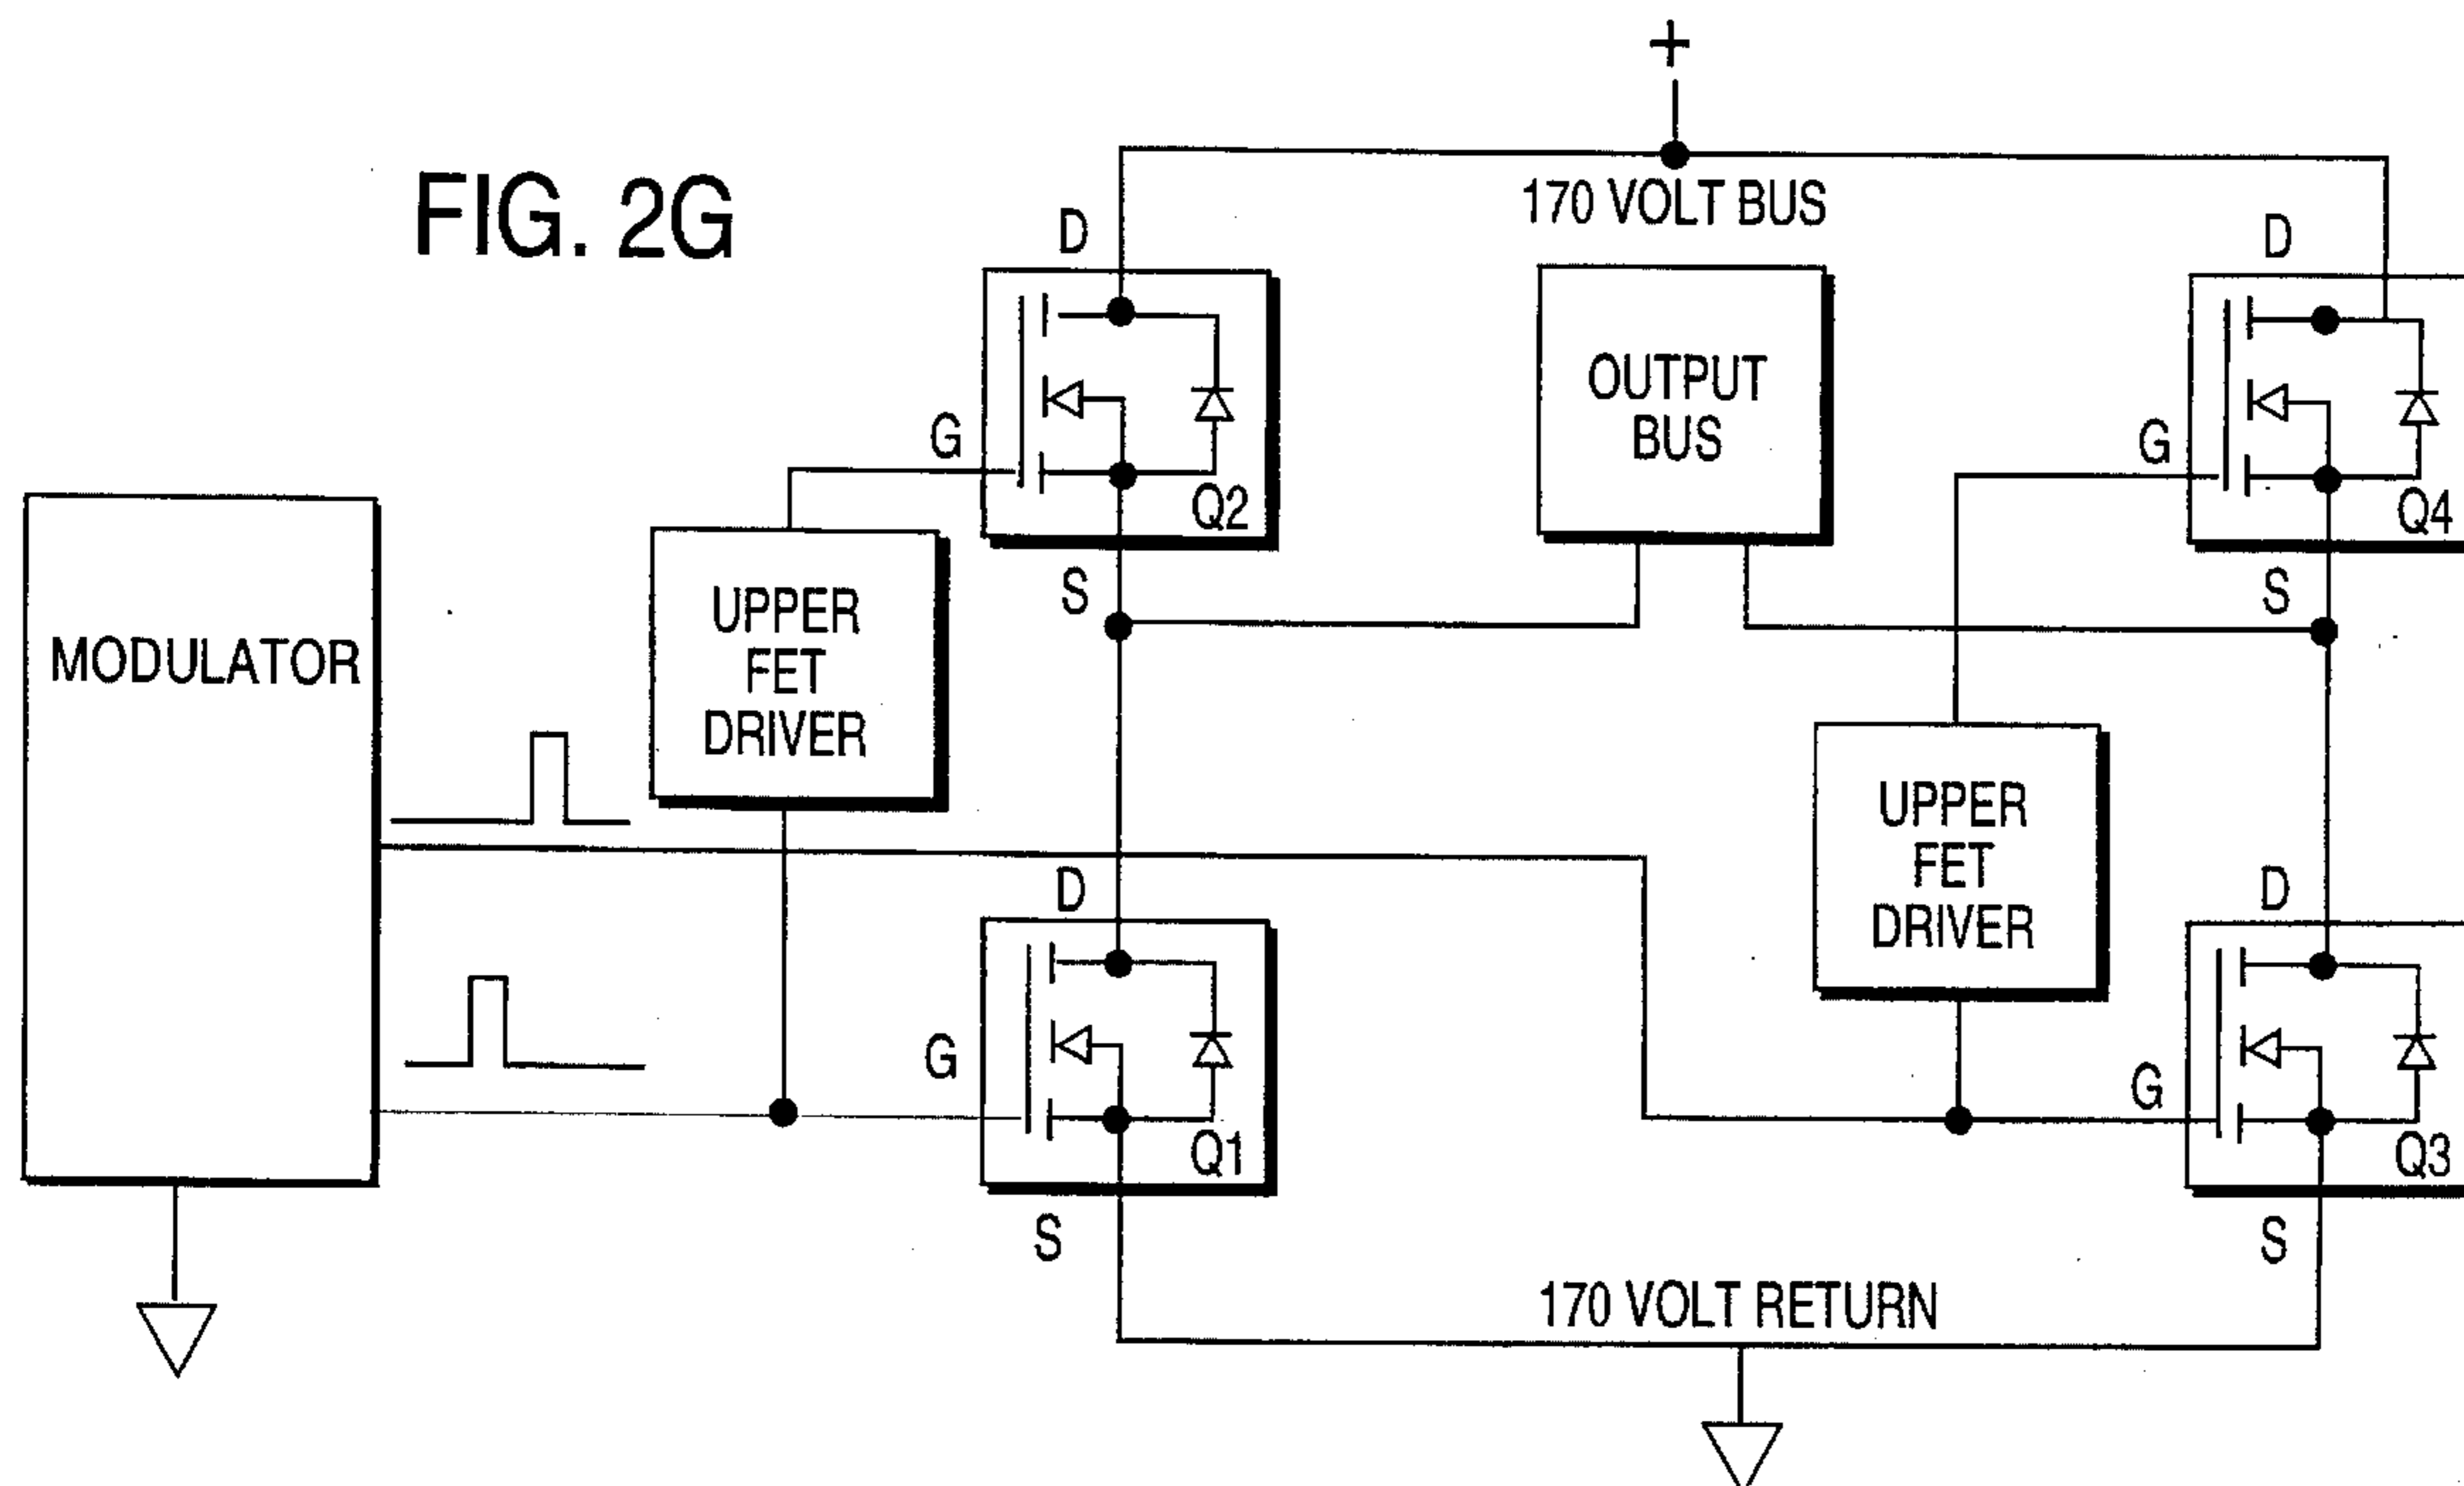 +
FIG. 2G
170 VOLT BUS
D
D
OUTPUT
BUS
G
G
Q2
Q4
S
S
UPPER
FET
DRIVER
MODULATOR
UPPER
FET
DRIVER
D
D
G
G
Q1
Q3
S
S
170 VOLT RETURN